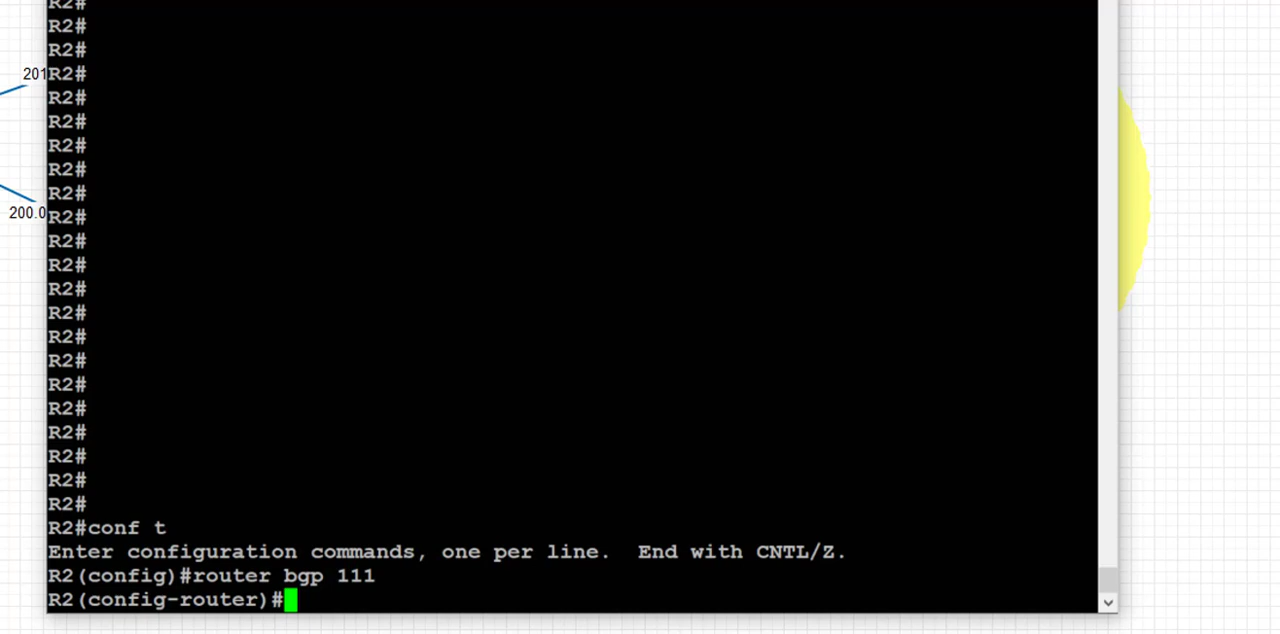 R2#
R2#
R2#
201
R2#
R2#
R2#
R2#
R2#
R2#
200.0
R2#
R2#
R2#
R2#
R2#
R2#
R2#
R2#
R2#
R2#
R2#
R2#
R2#
R2#conf t
Enter configuration commands, one per line.  End with CNTL/Z.
R2(config)#router bgp 111
R2(config-router)#